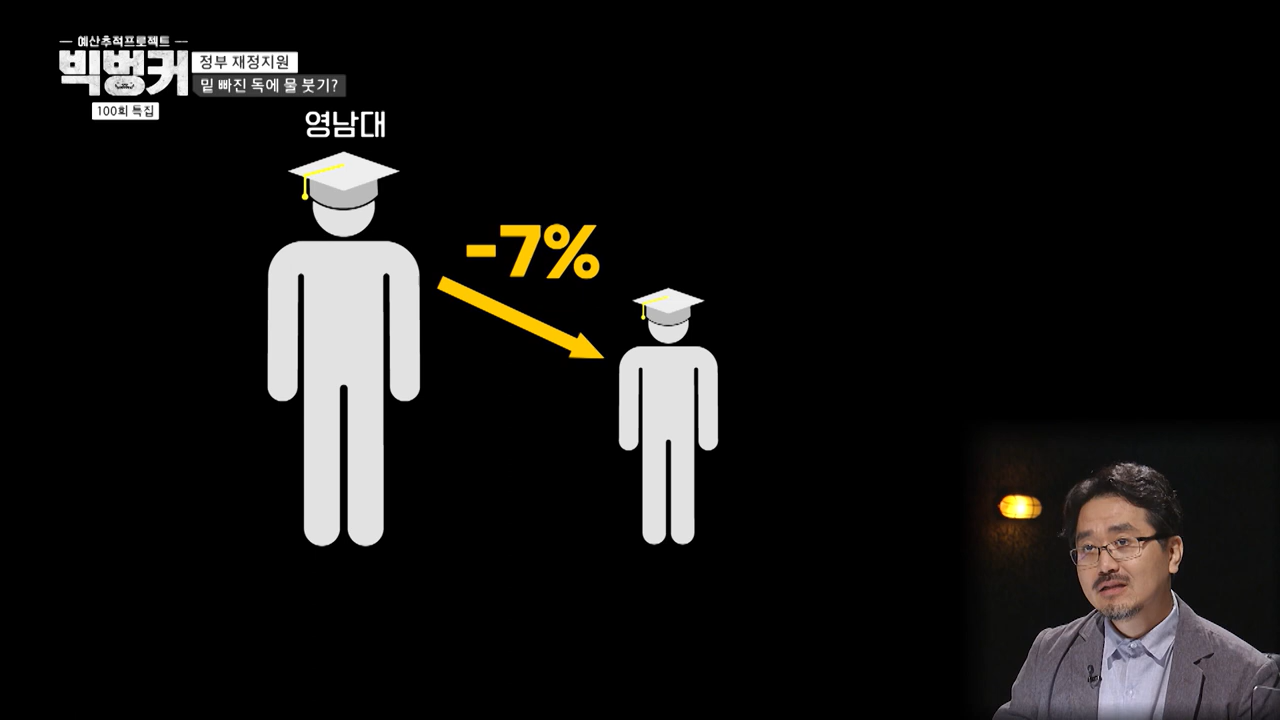 예산추적프로젝트
빅벙커
100회 특집
정부 재정지원
밑 빠진 독에 물 붓기?
영남대
-7%